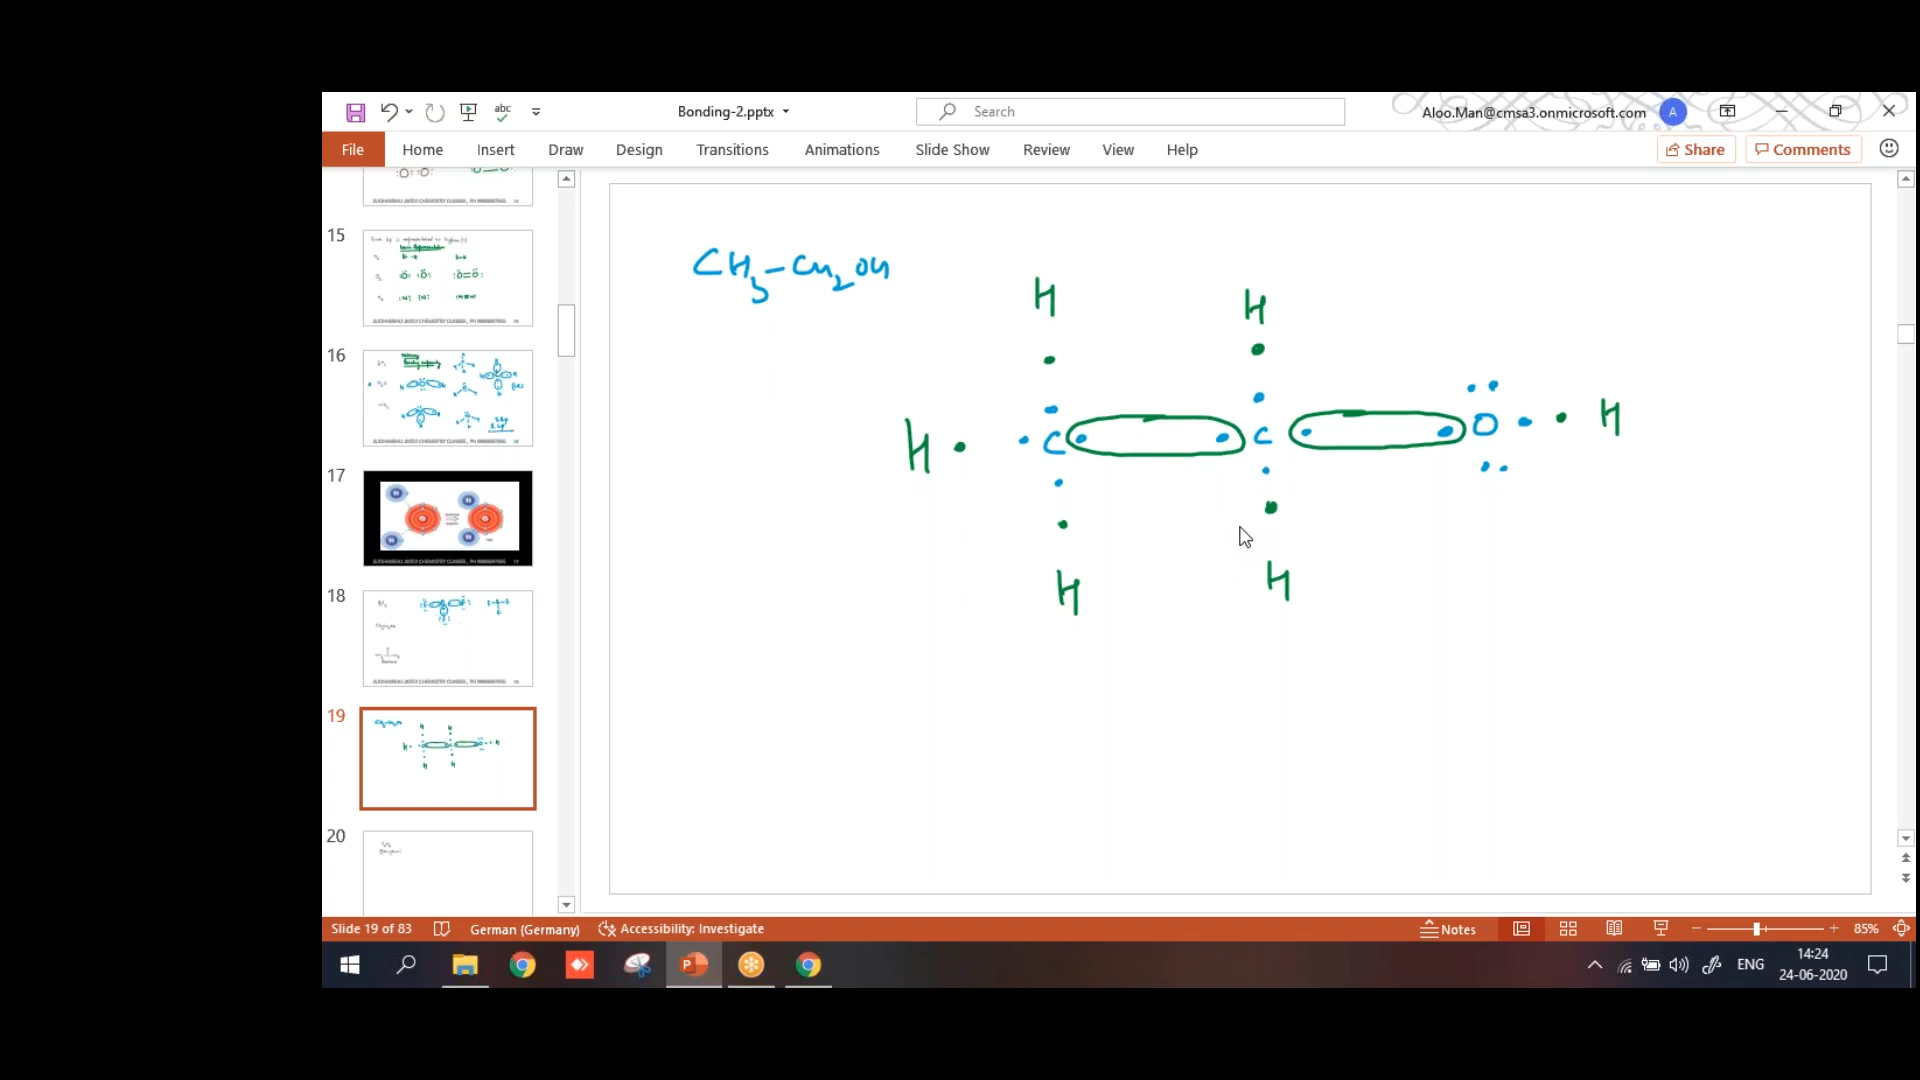 abc
Bonding-2.pptx
Search
Aloo.Man@cmsa3.onmicrosoft.com
A
File
Home
Insert
Draw
Design
Transitions
Animations
Slide Show
Review
View
Help
Share
Comments
15
16
17
18
19
20
CH3-CH2OH
H H
H C C O H
H H
Slide 19 of 83
German (Germany)
Accessibility: Investigate
Notes
85%
ENG
14:24
24-06-2020